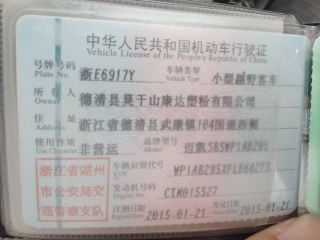 中华人民共和国机动车行驶证
Vehicle License of the People's Republic of China
号牌号码 浙E6917Y 车辆类型 小型越野客车
Plate No. Vehicle Type
所有人 德清县莫干山康达塑粉有限公司
Owner
住址 浙江省德清县武康镇104国道西侧
Address
使用性质 非营运
Use Character
浙江省湖州
市公安局交
通警察支队
车辆识别代号
VIN
发动机号码 CTM015527
Engine No.
注册日期 2015-01-21 发证日期 2015-01-21
Register Date Issue Date